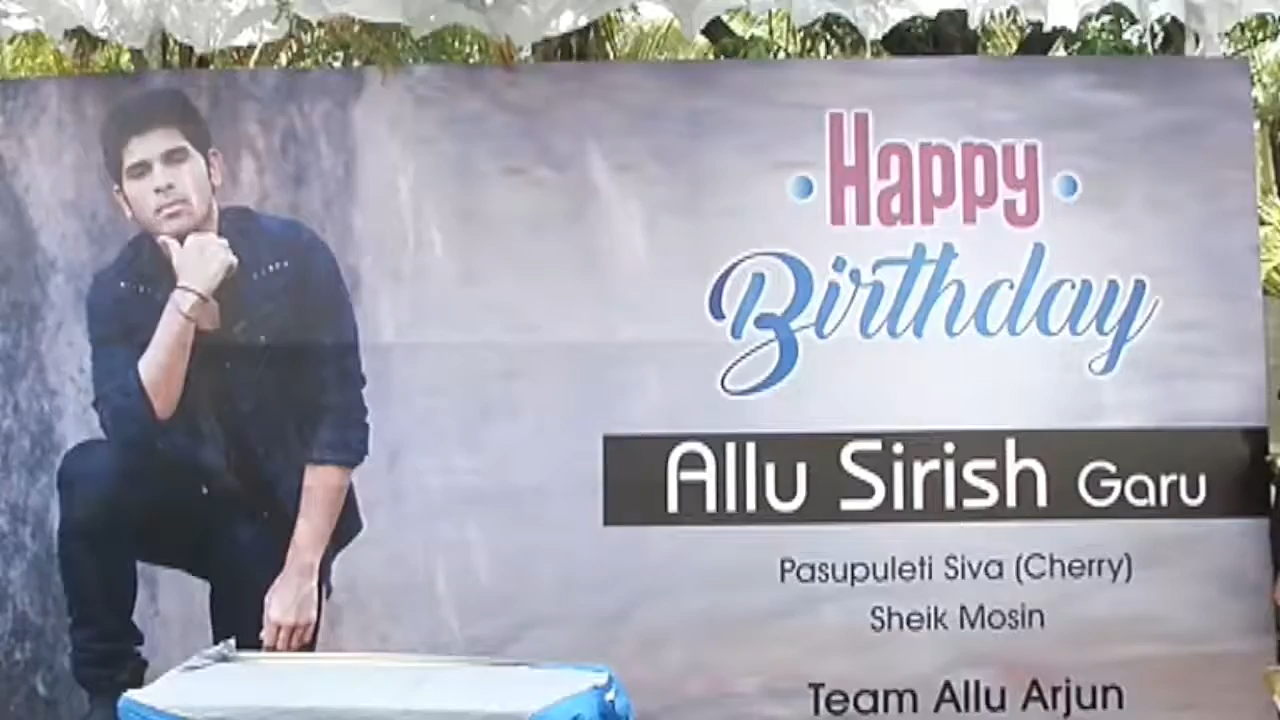 Happy
Birthday
Allu Sirish Garu
Pasupuleti Siva (Cherry)
Sheik Mosin
Team Allu Arjun